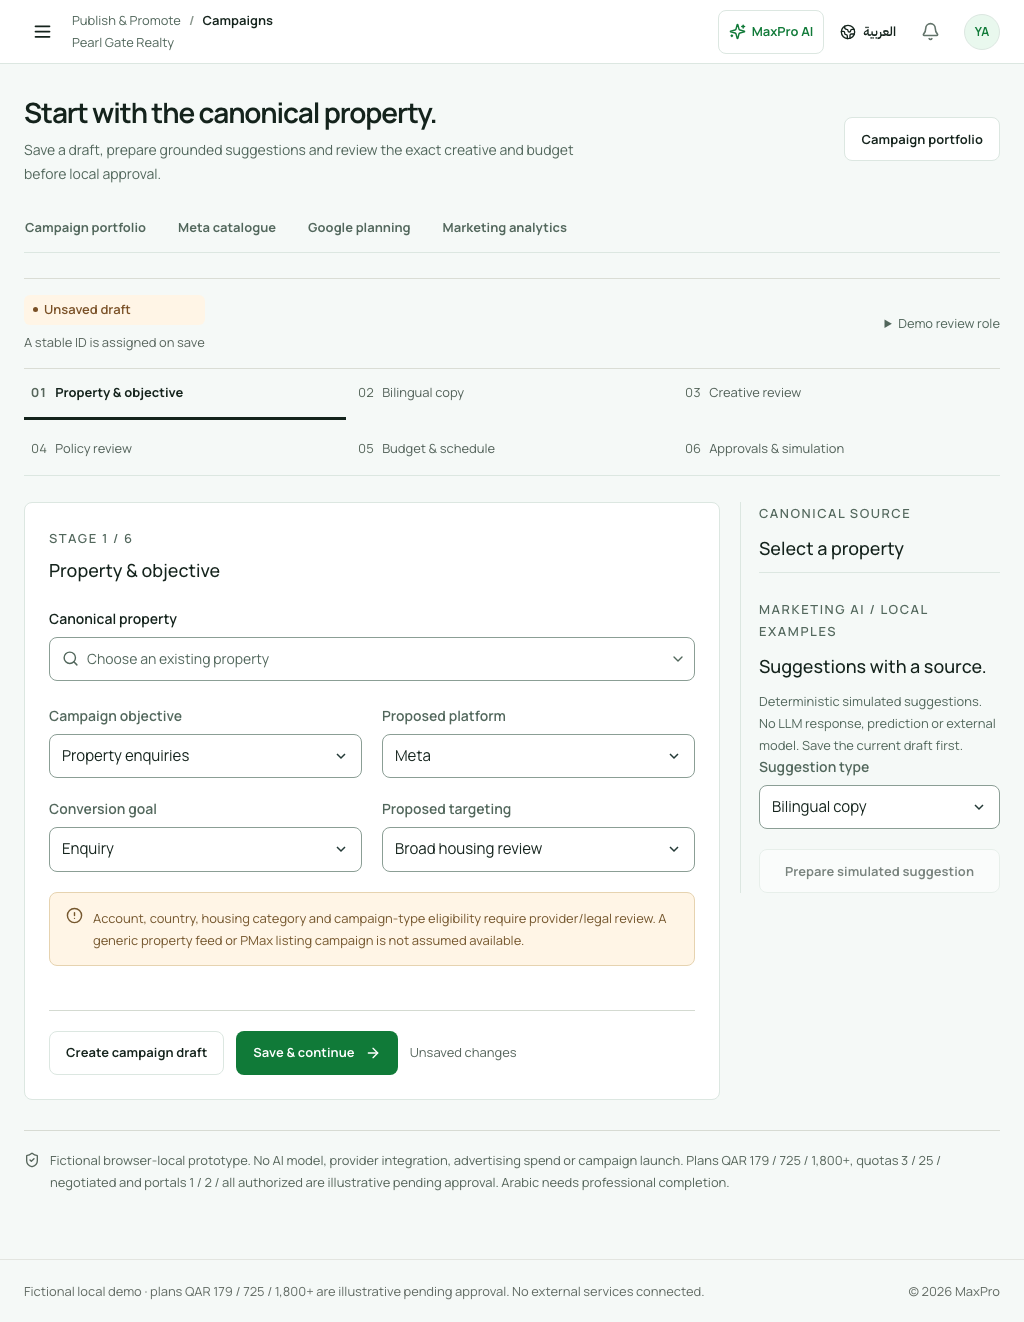 Publish & Promote / Campaigns
Pearl Gate Realty
MaxPro AI
العربية
YA
Start with the canonical property.
Save a draft, prepare grounded suggestions and review the exact creative and budget
before local approval.
Campaign portfolio
Campaign portfolio
Meta catalogue
Google planning
Marketing analytics
Unsaved draft
A stable ID is assigned on save
Demo review role
01 Property & objective
02 Bilingual copy
03 Creative review
04 Policy review
05 Budget & schedule
06 Approvals & simulation
STAGE 1 / 6
Property & objective
Canonical property
Choose an existing property
Campaign objective
Property enquiries
Proposed platform
Meta
Conversion goal
Enquiry
Proposed targeting
Broad housing review
Account, country, housing category and campaign-type eligibility require provider/legal review. A
generic property feed or PMax listing campaign is not assumed available.
Create campaign draft
Save & continue
Unsaved changes
CANONICAL SOURCE
Select a property
MARKETING AI / LOCAL
EXAMPLES
Suggestions with a source.
Deterministic simulated suggestions.
No LLM response, prediction or external
model. Save the current draft first.
Suggestion type
Bilingual copy
Prepare simulated suggestion
Fictional browser-local prototype. No AI model, provider integration, advertising spend or campaign launch. Plans QAR 179 / 725 / 1,800+, quotas 3 / 25 /
negotiated and portals 1 / 2 / all authorized are illustrative pending approval. Arabic needs professional completion.
Fictional local demo · plans QAR 179 / 725 / 1,800+ are illustrative pending approval. No external services connected.
© 2026 MaxPro